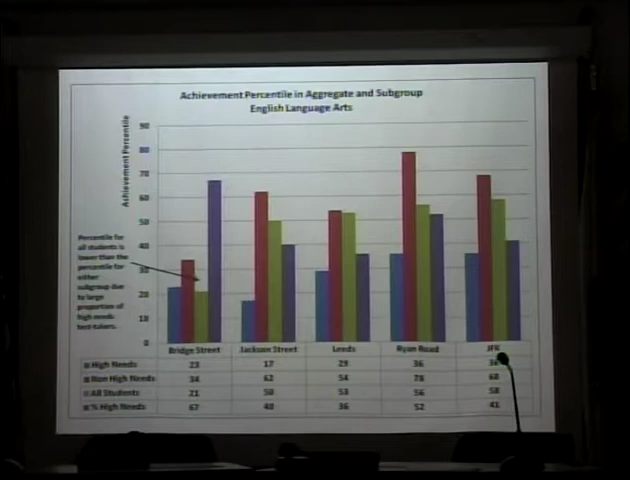 Achievement Percentile in Aggregate and Subgroup
English Language Arts
Achievement Percentile
90
80
70
60
50
40
30
20
10
0
Percentile for
all students is
lower than the
percentile for
either
subgroup due
to large
proportion of
high needs
test-takers.
Bridge Street Jackson Street Leeds Ryan Road JFK
High Needs 23 17 29 36
Non High Needs 34 62 54 78 68
All Students 21 50 53 56 58
% High Needs 67 40 36 52 41